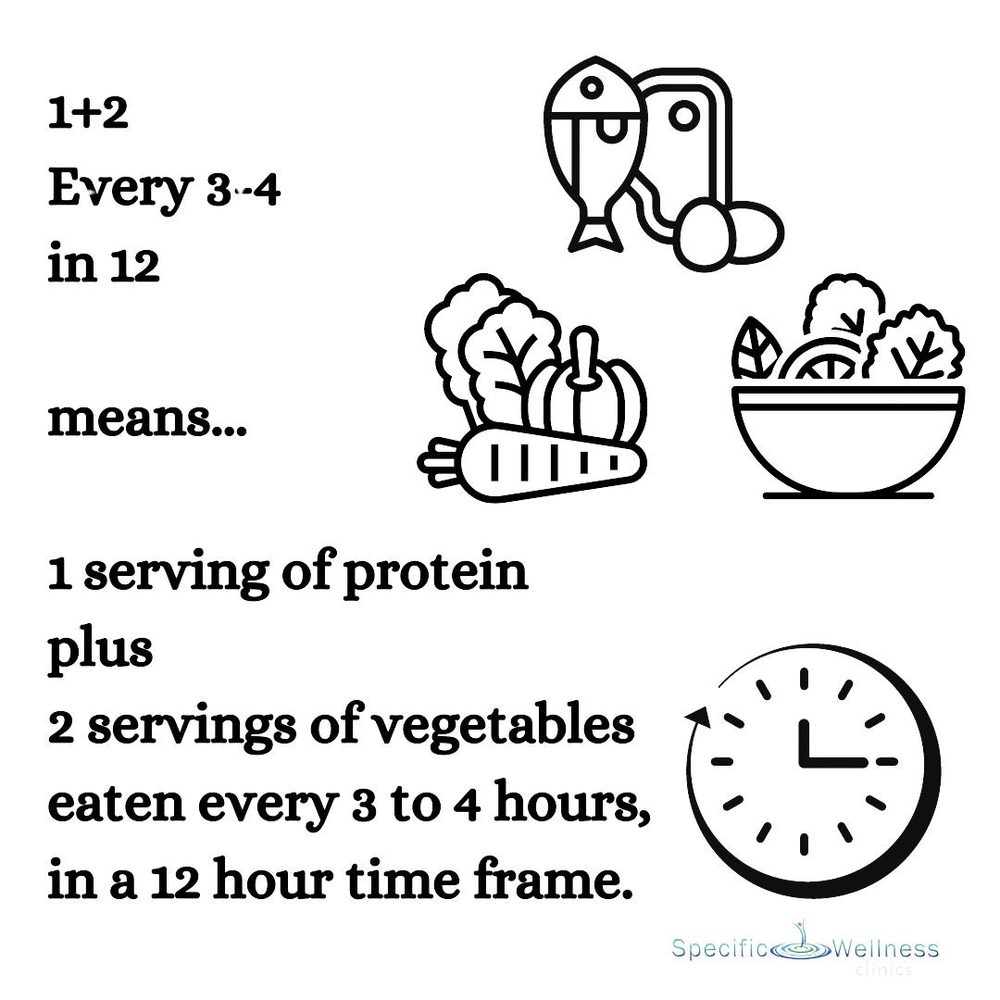 1+2
Every 3-4
in 12
means...
1 serving of protein
plus
2 servings of vegetables
eaten every 3 to 4 hours,
in a 12 hour time frame.
Specific Wellness
clinics